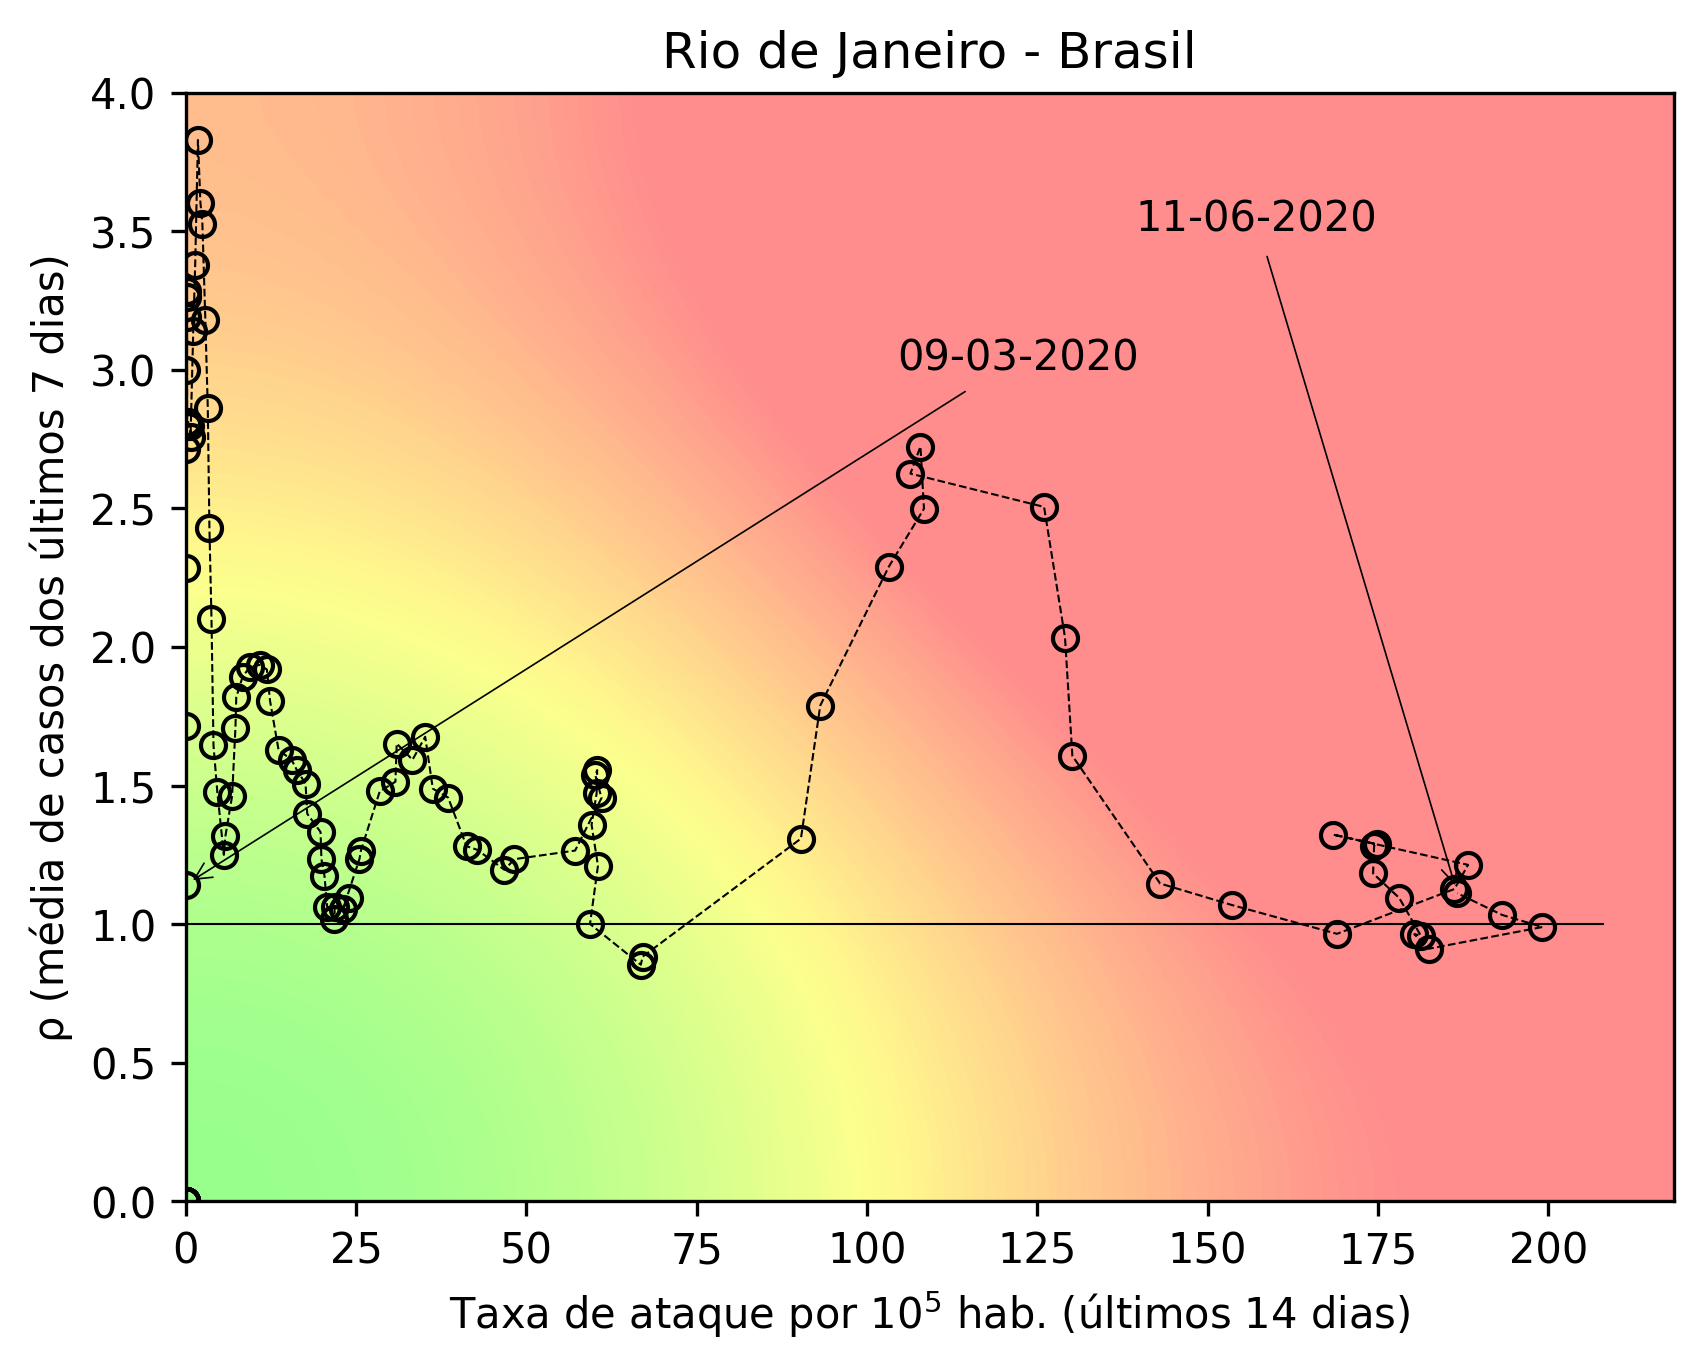 Rio de Janeiro - Brasil
4.0
3.5
3.0
2.5
2.0
1.5
1.0
0.5
0.0
ρ (média de casos dos últimos 7 dias)
11-06-2020
09-03-2020
0 25 50 75 100 125 150 175 200
Taxa de ataque por 10⁵ hab. (últimos 14 dias)